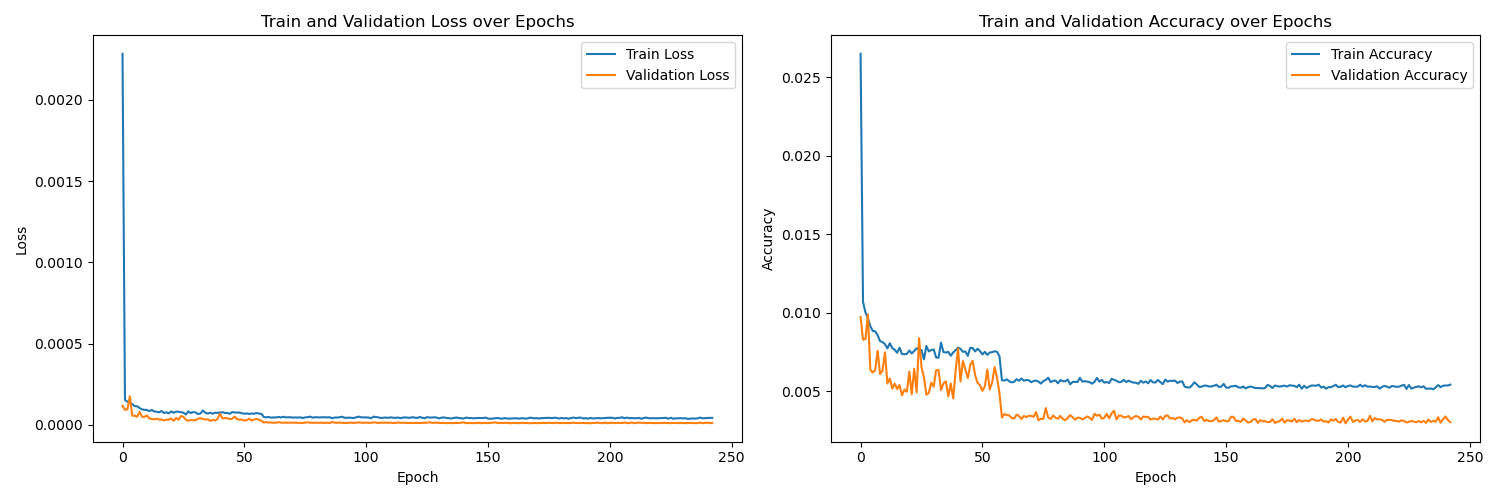 Train and Validation Loss over Epochs
Train Loss
Validation Loss
0.0020
0.0015
0.0010
0.0005
0.0000
Loss
0
50
100
150
200
250
Epoch
Train and Validation Accuracy over Epochs
Train Accuracy
Validation Accuracy
0.025
0.020
0.015
0.010
0.005
Accuracy
0
50
100
150
200
250
Epoch